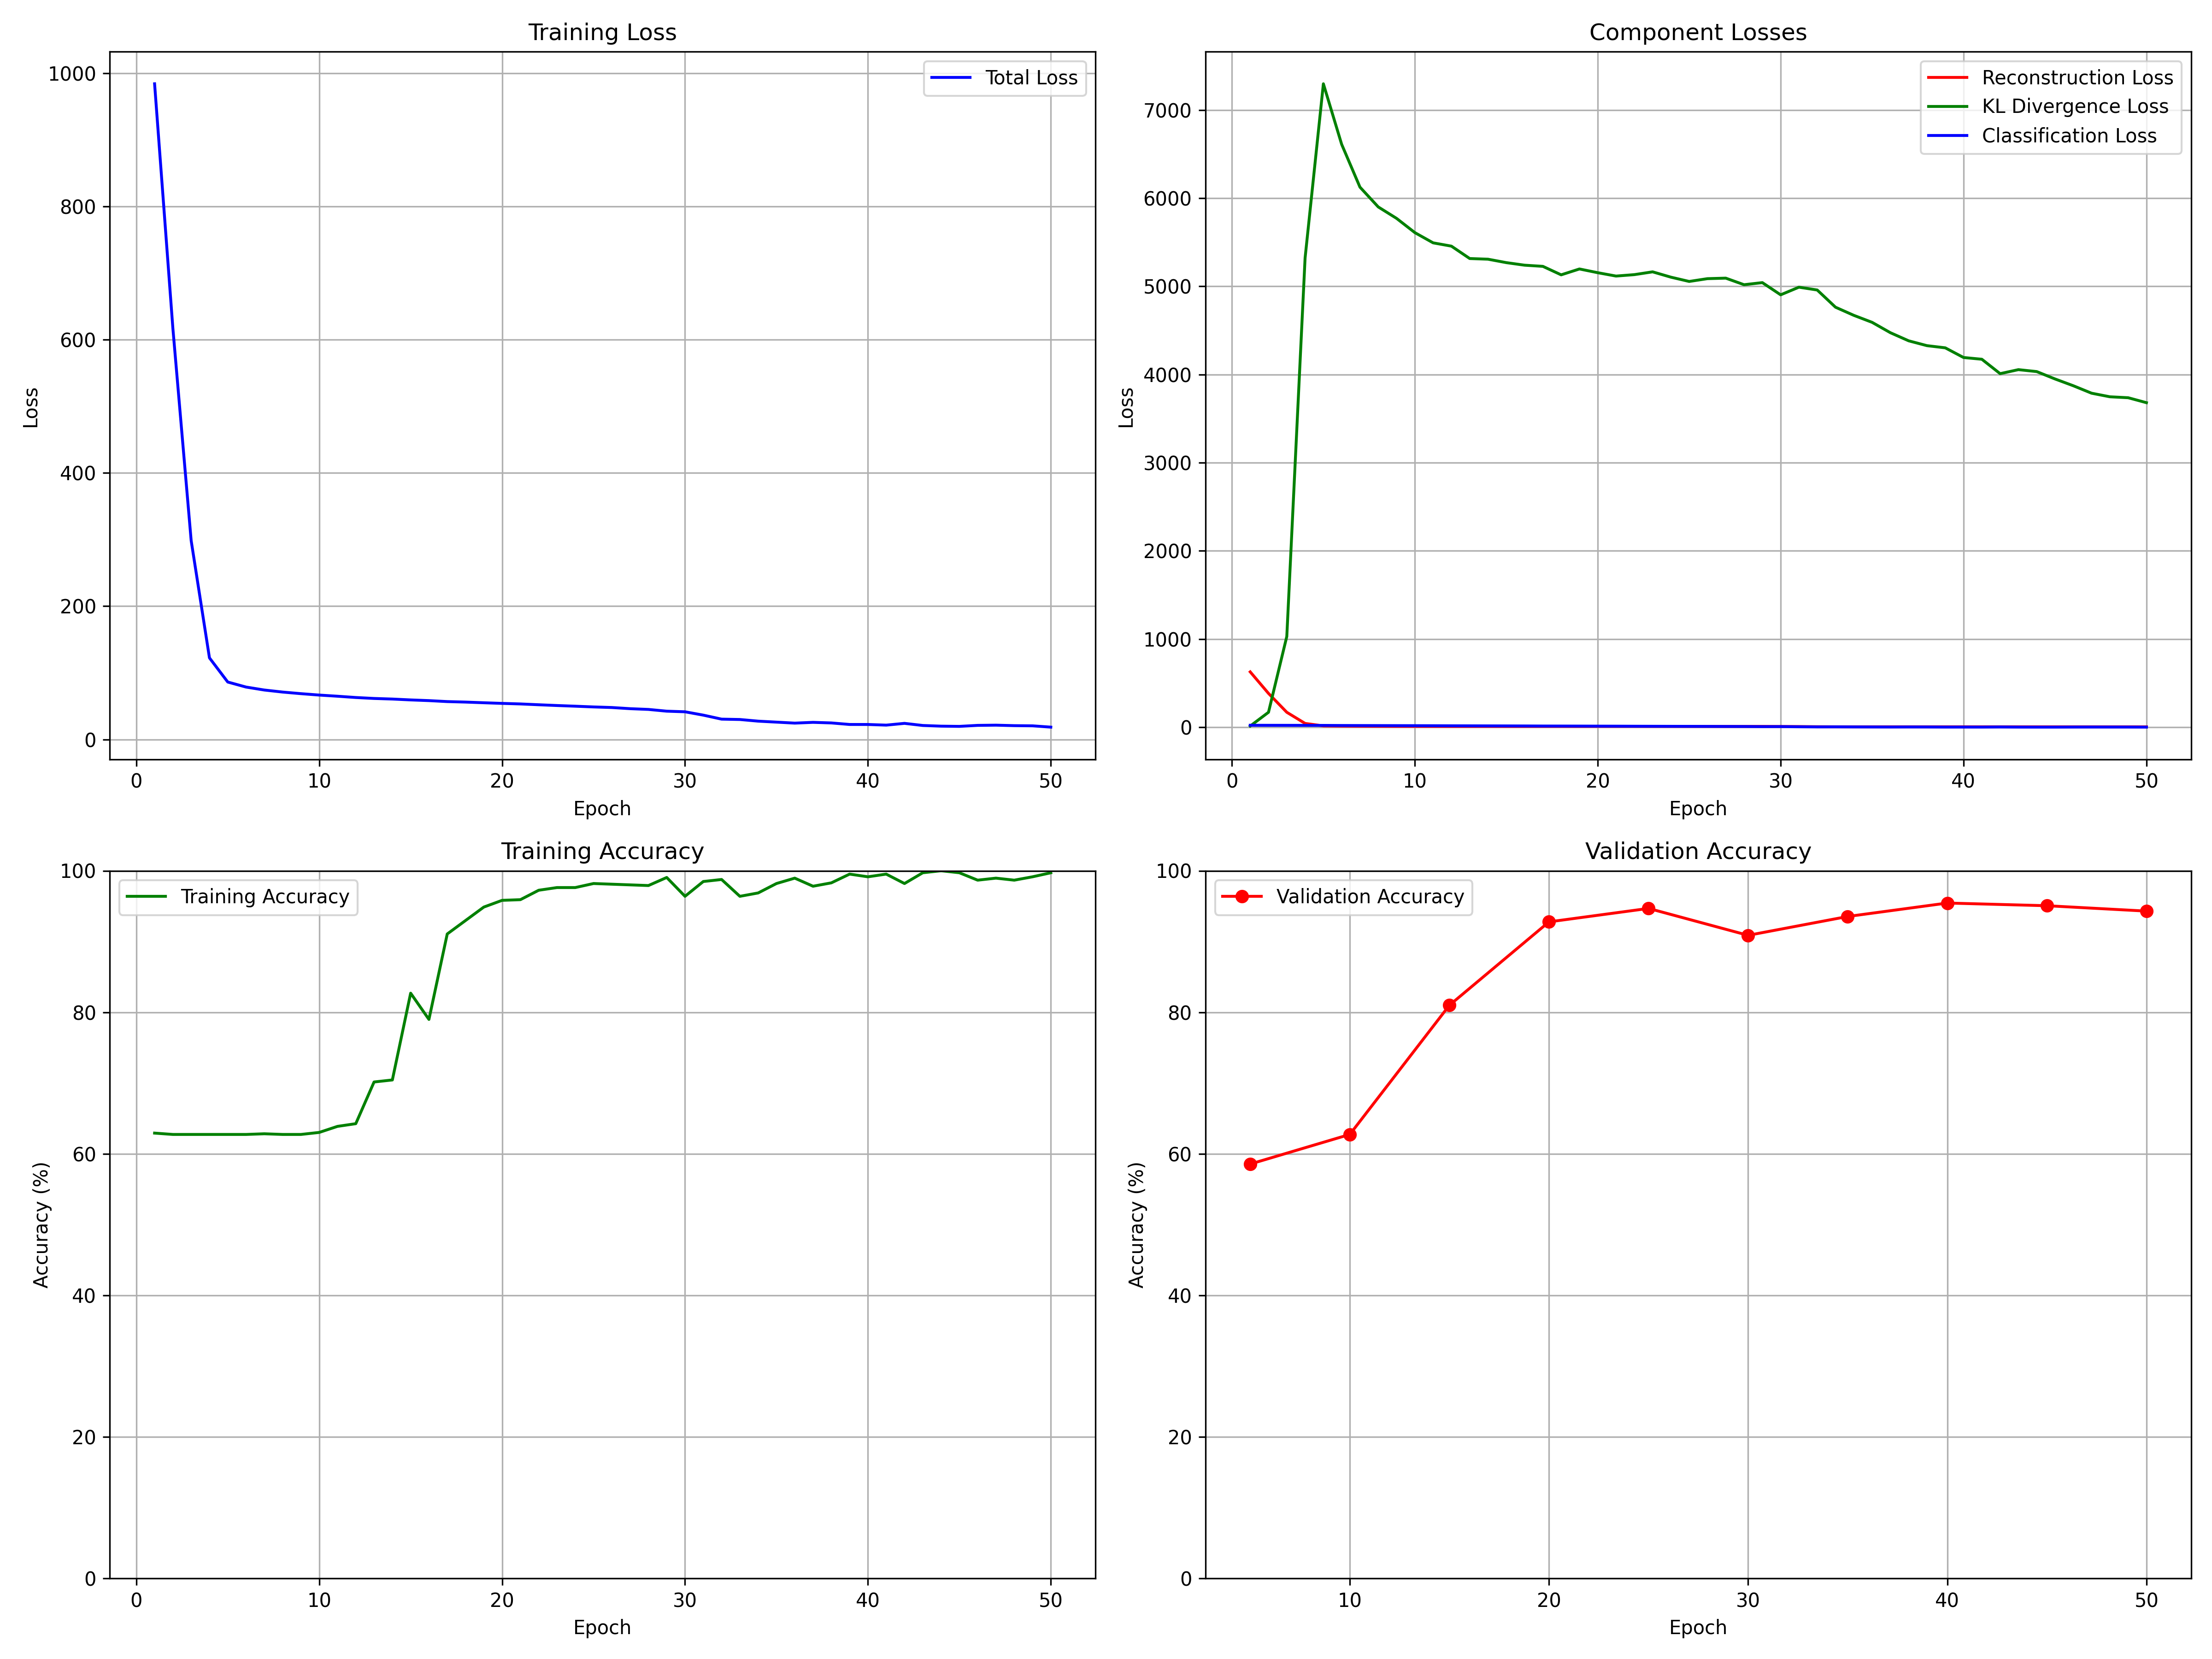 Training Loss
1000
800
600
400
200
0
Loss
Total Loss
0 10 20 30 40 50
Epoch
Component Losses
7000
6000
5000
4000
3000
2000
1000
0
Loss
Reconstruction Loss
KL Divergence Loss
Classification Loss
0 10 20 30 40 50
Epoch
Training Accuracy
100
80
60
40
20
0
Accuracy (%)
Training Accuracy
0 10 20 30 40 50
Epoch
Validation Accuracy
100
80
60
40
20
0
Accuracy (%)
Validation Accuracy
10 20 30 40 50
Epoch